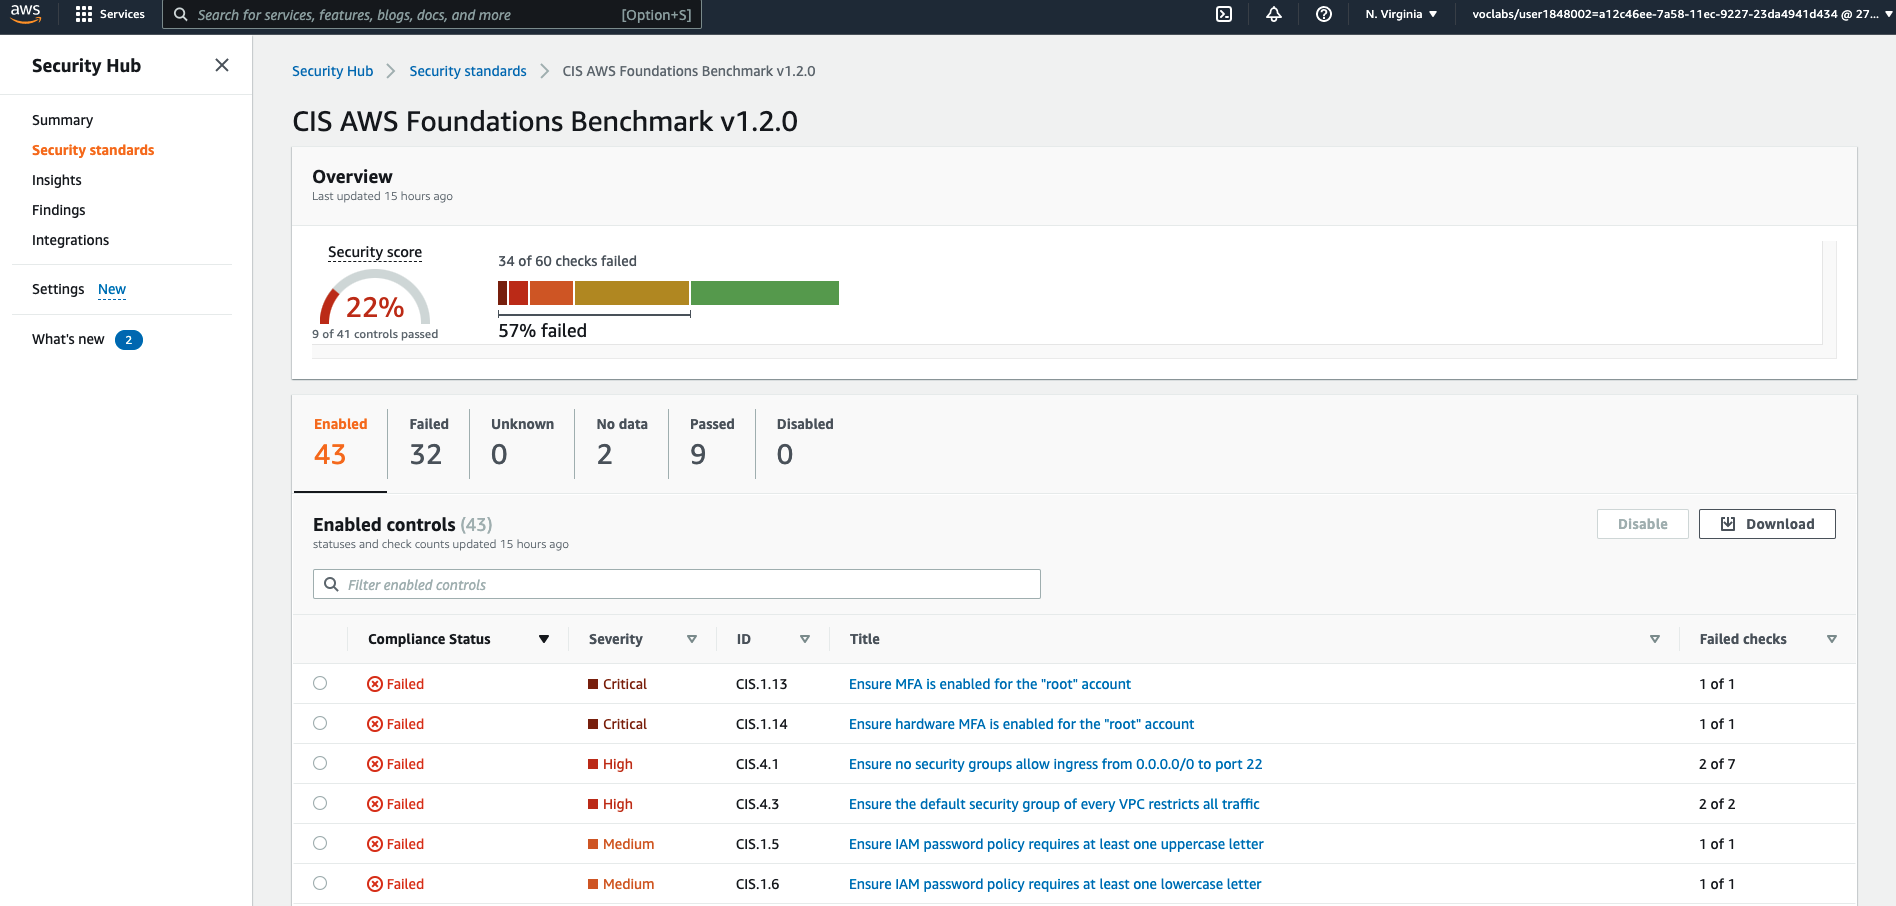 aws Services Search for services, features, blogs, docs, and more [Option+S] N. Virginia voclabs/user1848002=a12c46ee-7a58-11ec-9227-23da4941d434 @ 27...
Security Hub
Summary
Security standards
Insights
Findings
Integrations
Settings New
What's new 2
Security Hub Security standards CIS AWS Foundations Benchmark v1.2.0
CIS AWS Foundations Benchmark v1.2.0
Overview
Last updated 15 hours ago
Security score
22%
9 of 41 controls passed
34 of 60 checks failed
57% failed
Enabled Failed Unknown No data Passed Disabled
43 32 0 2 9 0
Enabled controls (43)
statuses and check counts updated 15 hours ago
Disable Download
Filter enabled controls
Compliance Status Severity ID Title Failed checks
Failed Critical CIS.1.13 Ensure MFA is enabled for the "root" account 1 of 1
Failed Critical CIS.1.14 Ensure hardware MFA is enabled for the "root" account 1 of 1
Failed High CIS.4.1 Ensure no security groups allow ingress from 0.0.0.0/0 to port 22 2 of 7
Failed High CIS.4.3 Ensure the default security group of every VPC restricts all traffic 2 of 2
Failed Medium CIS.1.5 Ensure IAM password policy requires at least one uppercase letter 1 of 1
Failed Medium CIS.1.6 Ensure IAM password policy requires at least one lowercase letter 1 of 1